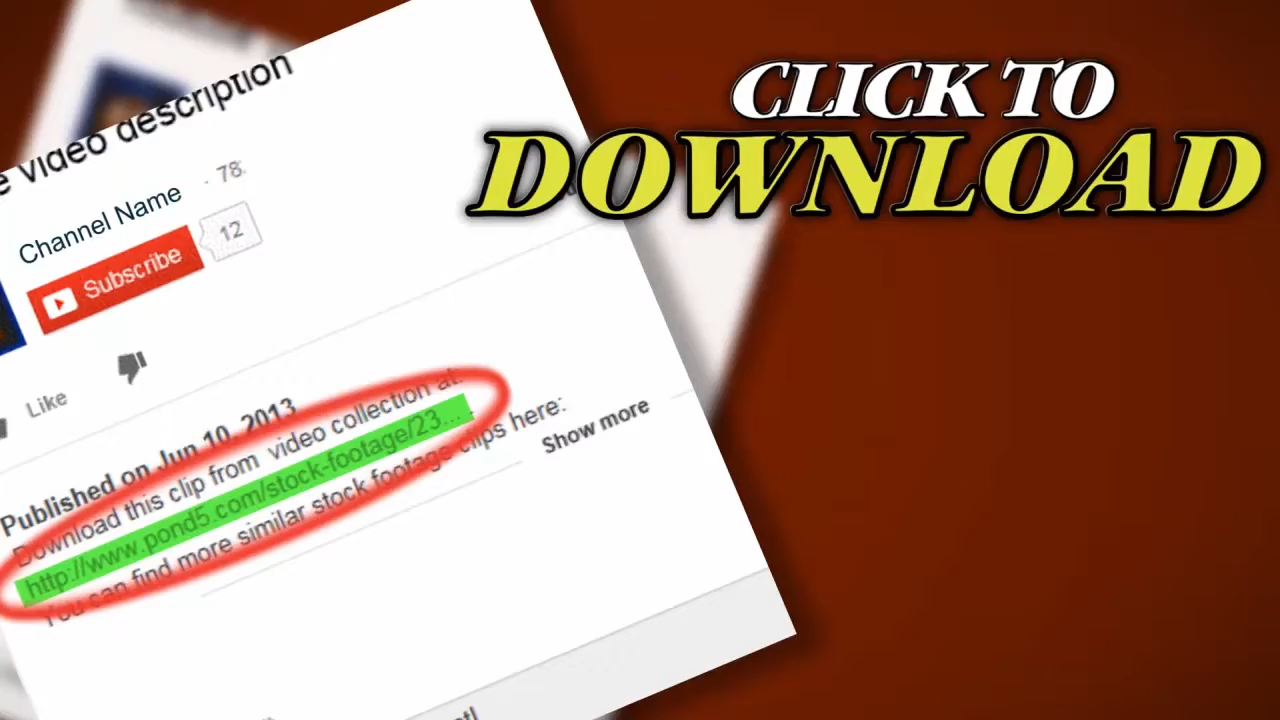 CLICK TO
DOWNLOAD
video description
Channel Name
Subscribe
12
Like
Published on Jun 10, 2013
Download this clip from video collection at:
http://www.pond5.com/stock-footage/23...
You can find more similar stock footage clips here:
Show more